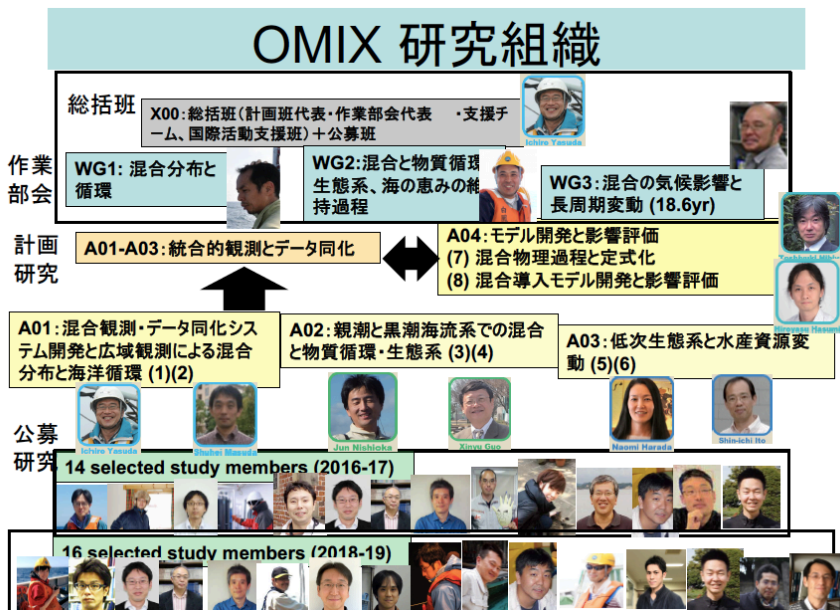 OMIX 研究組織
総括班
X00:総括班(計画班代表・作業部会代表 ・支援チ
ーム、国際活動支援班)+公募班
Ichiro Yasuda
作業
部会
WG1: 混合分布と
循環
WG2:混合と物質循環
生態系、海の恵みの維
持過程
WG3:混合の気候影響と
長周期変動 (18.6yr)
計画
研究
A01-A03:統合的観測とデータ同化
A04:モデル開発と影響評価
(7) 混合物理過程と定式化
(8) 混合導入モデル開発と影響評価
Hiroyasu Hasumi
A01:混合観測・データ同化シス
テム開発と広域観測による混合
分布と海洋循環 (1)(2)
A02:親潮と黒潮海流系での混合
と物質循環・生態系 (3)(4)
A03:低次生態系と水産資源変
動 (5)(6)
Ichiro Yasuda
Shuhei Masuda
Jun Nishioka
Xinyu Guo
Naomi Harada
Shin-ichi Ito
公募
研究
14 selected study members (2016-17)
16 selected study members (2018-19)